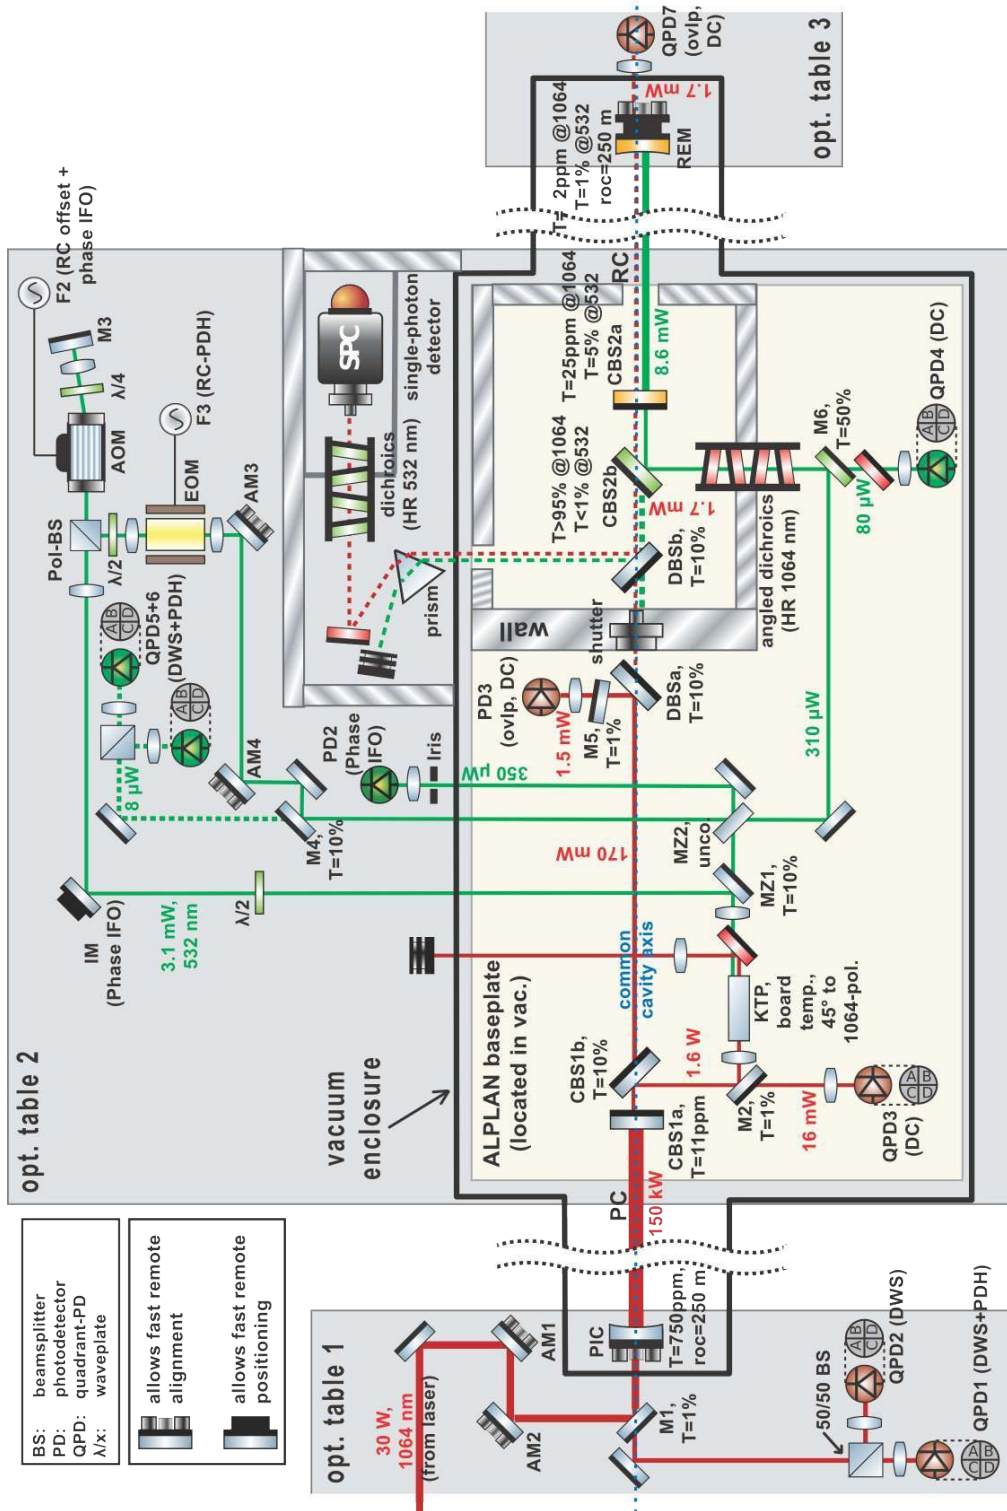 BS: beamsplitter
PD: photodetector
QPD: quadrant-PD
λ/x: waveplate
allows fast remote
alignment
allows fast remote
positioning
opt. table 1
30 W,
1064 nm
(from laser)
AM1
AM2
M1,
T=1%
PIC
T=750ppm,
roc=250 m
50/50 BS
QPD2 (DWS)
A B
C D
QPD1 (DWS+PDH)
A B
C D
opt. table 2
vacuum
enclosure
PC
150 kW
ALPLAN baseplate
(located in vac.)
CBS1a,
T=11ppm
CBS1b,
T=10%
common
cavity axis
1.6 W
M2,
T=1%
16 mW
QPD3
(DC)
A B
C D
KTP,
board
temp.,
45° to
1064-pol.
MZ1,
T=10%
MZ2,
unco.
170 mW
IM
(Phase IFO)
3.1 mW,
532 nm
λ/2
M4,
T=10%
8 µW
AM4
QPD5+6
(DWS+PDH)
A B
C D
A B
C D
PD2
(Phase
IFO)
Iris
350 µW
310 µW
PD3
(ovlp, DC)
1.5 mW
M5,
T=1%
DBSa,
T=10%
shutter
wall
DBSb,
T=10%
Pol-BS
λ/2
EOM
AM3
F3 (RC-PDH)
AOM
λ/4
M3
F2 (RC offset +
phase IFO)
prism
dichroics
(HR 532 nm)
SPC
single-photon
detector
T>95% @1064
T<1% @532
CBS2b
1.7 mW
T=25ppm @1064
T=5% @532
CBS2a
8.6 mW
RC
angled dichroics
(HR 1064 nm)
M6,
T=50%
80 µW
QPD4 (DC)
A B
C D
opt. table 3
T= 2ppm @1064
T=1% @532
roc=250 m
REM
1.7 mW
QPD7
(ovlp,
DC)